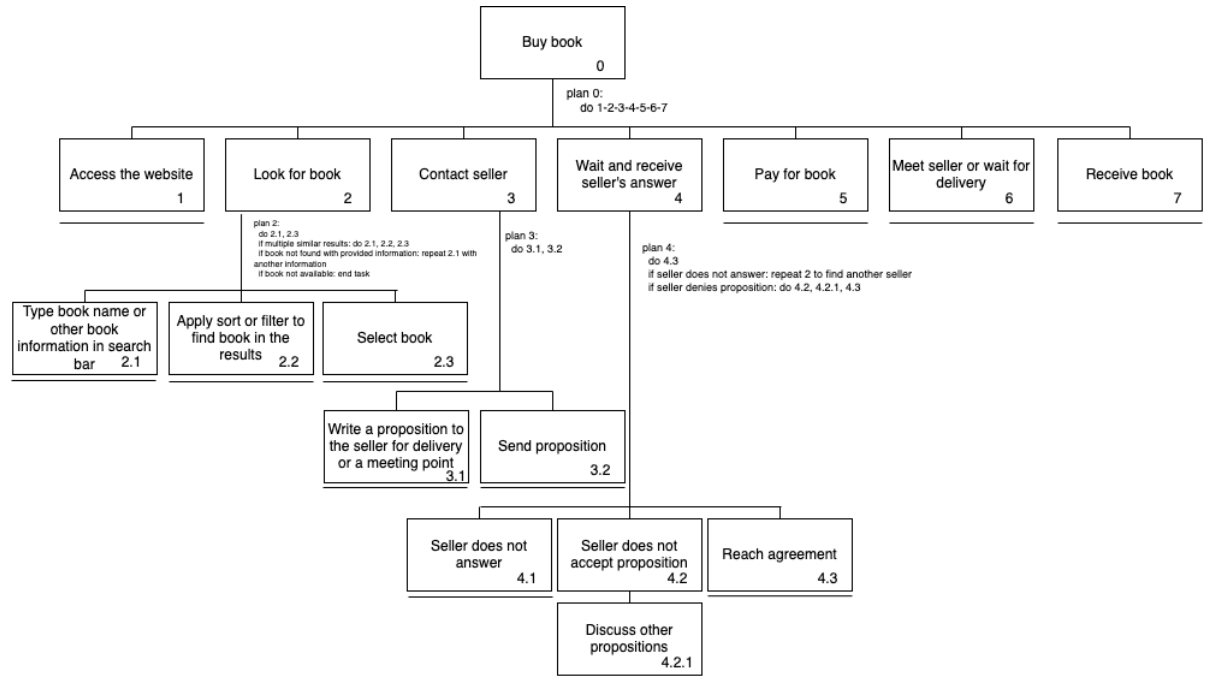 Buy book
0
plan 0:
do 1-2-3-4-5-6-7
Access the website
1
Look for book
2
Contact seller
3
Wait and receive
seller's answer
4
Pay for book
5
Meet seller or wait for
delivery
6
Receive book
7
plan 2:
do 2.1, 2.3
if multiple similar results: do 2.1, 2.2, 2.3
if book not found with provided information: repeat 2.1 with
another information
if book not available: end task
plan 3:
do 3.1, 3.2
plan 4:
do 4.3
if seller does not answer: repeat 2 to find another seller
if seller denies proposition: do 4.2, 4.2.1, 4.3
Type book name or
other book
information in search
bar
2.1
Apply sort or filter to
find book in the
results
2.2
Select book
2.3
Write a proposition to
the seller for delivery
or a meeting point
3.1
Send proposition
3.2
Seller does not
answer
4.1
Seller does not
accept proposition
4.2
Reach agreement
4.3
Discuss other
propositions
4.2.1